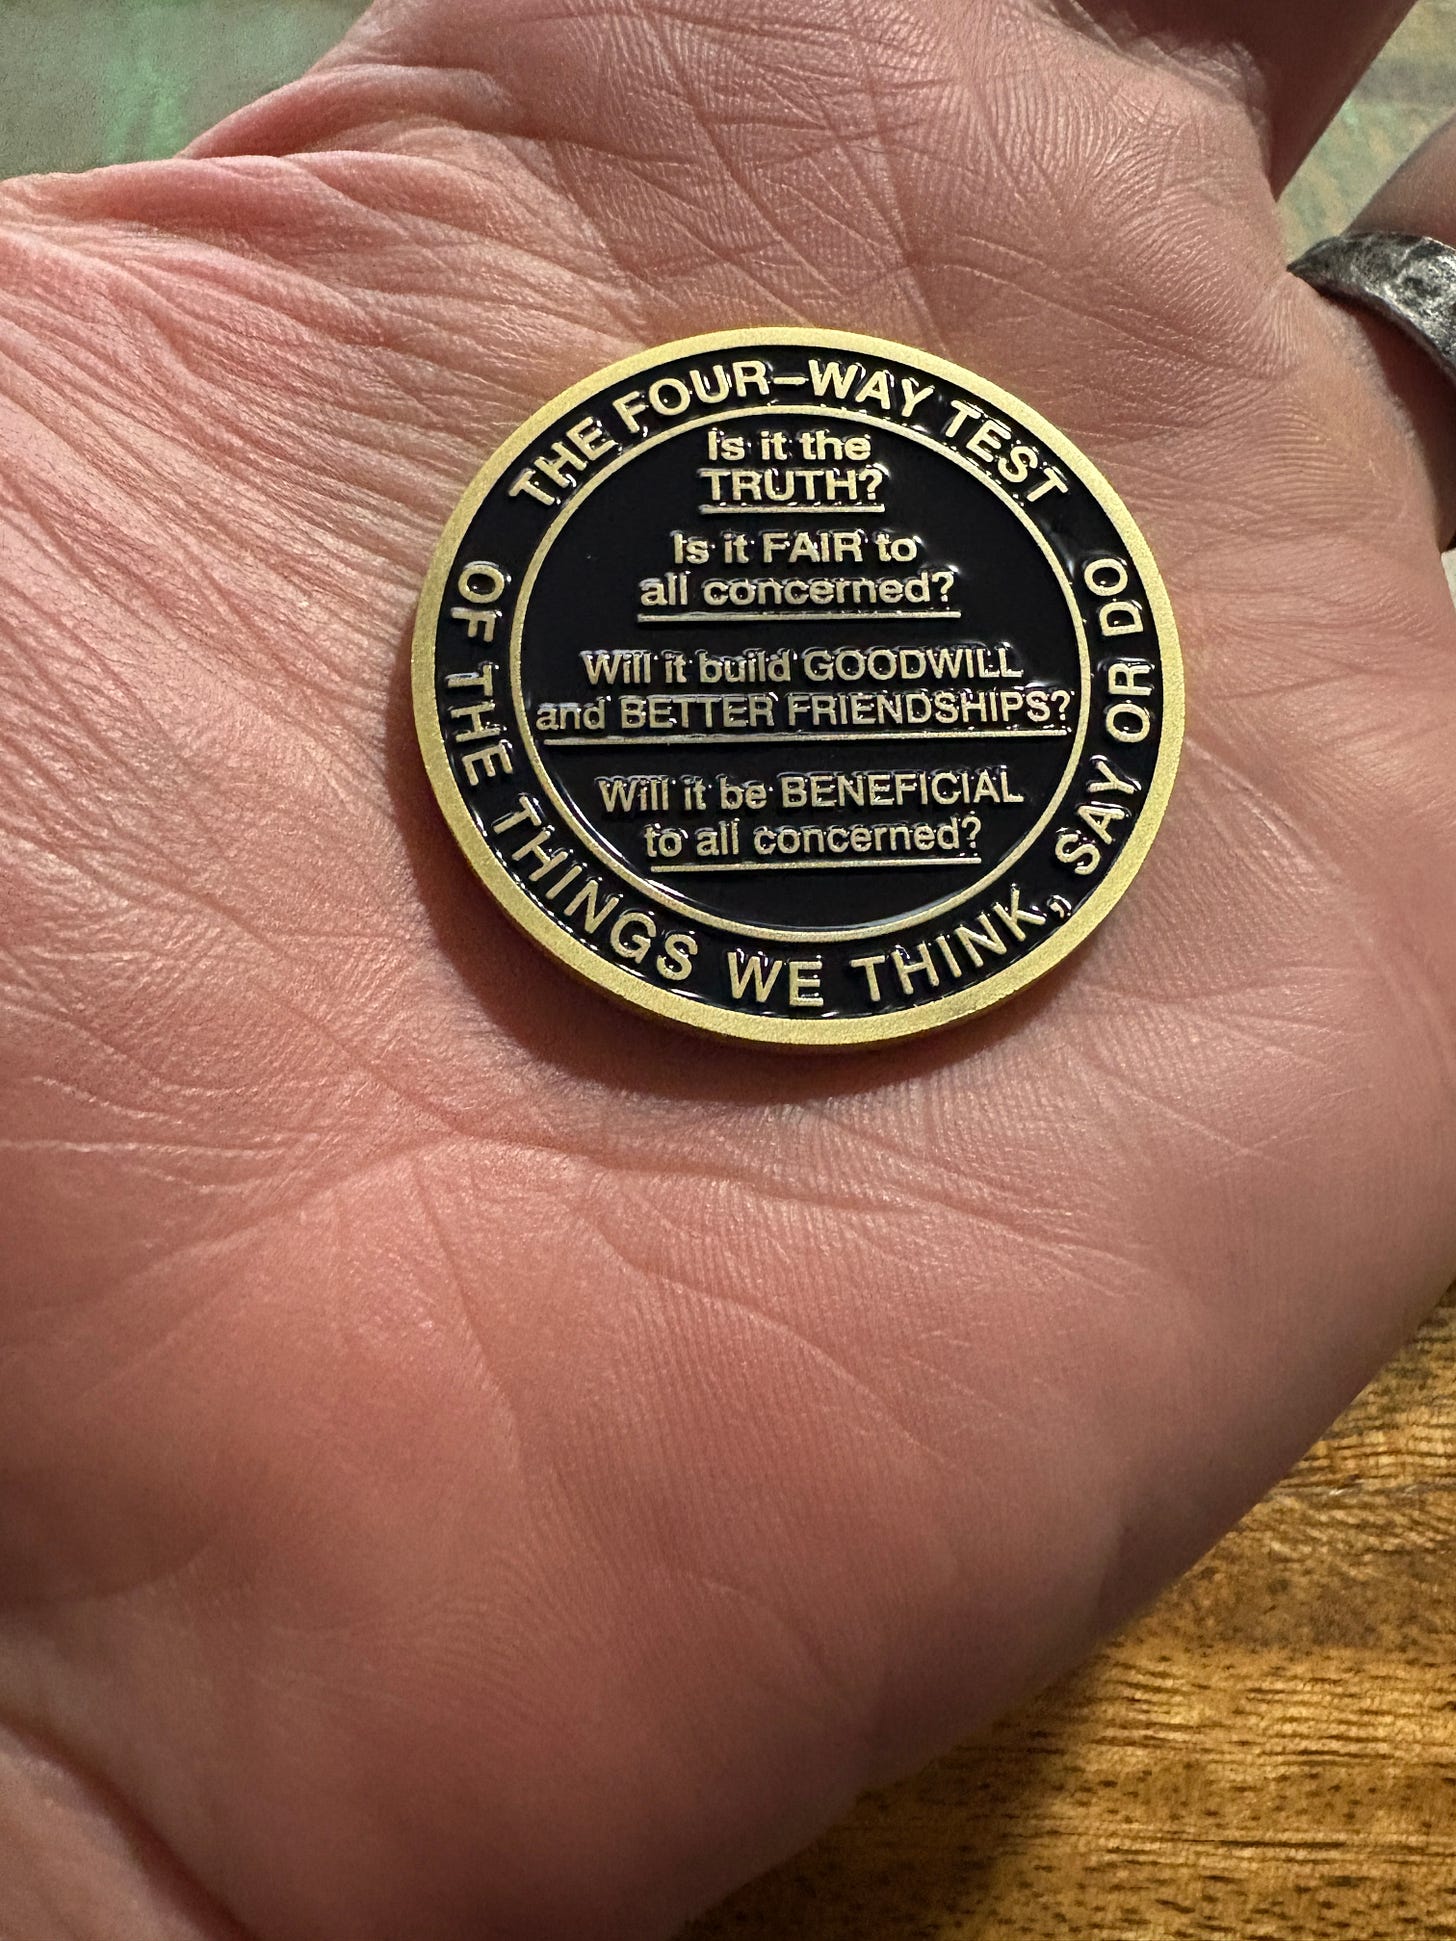 THE FOUR-WAY TEST
Is it the
TRUTH?
Is it FAIR to
all concerned?
Will it build GOODWILL
and BETTER FRIENDSHIPS?
Will it be BENEFICIAL
to all concerned?
OF THE THINGS WE THINK, SAY OR DO